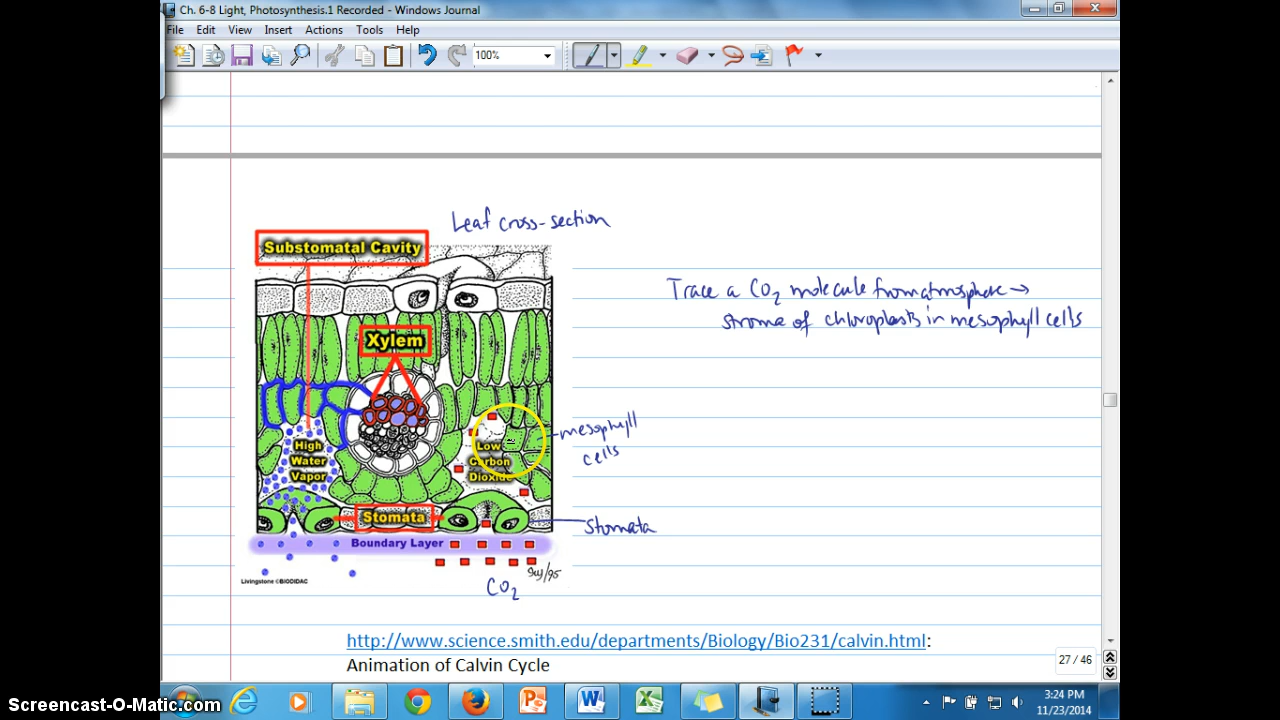 Ch. 6-8 Light, Photosynthesis.1 Recorded - Windows Journal
File Edit View Insert Actions Tools Help
100%
Leaf cross-section
Substomatal Cavity
Trace a CO2 molecule from atmosphere →
stroma of chloroplasts in mesophyll cells
Xylem
mesophyll
cells
High
Water
Vapor
Low
Carbon
Dioxide
Stomata
Stomata
Boundary Layer
Livingstone ©BIODIDAC
CO2
http://www.science.smith.edu/departments/Biology/Bio231/calvin.html:
Animation of Calvin Cycle
27 / 46
3:24 PM
11/23/2014
Screencast-O-Matic.com